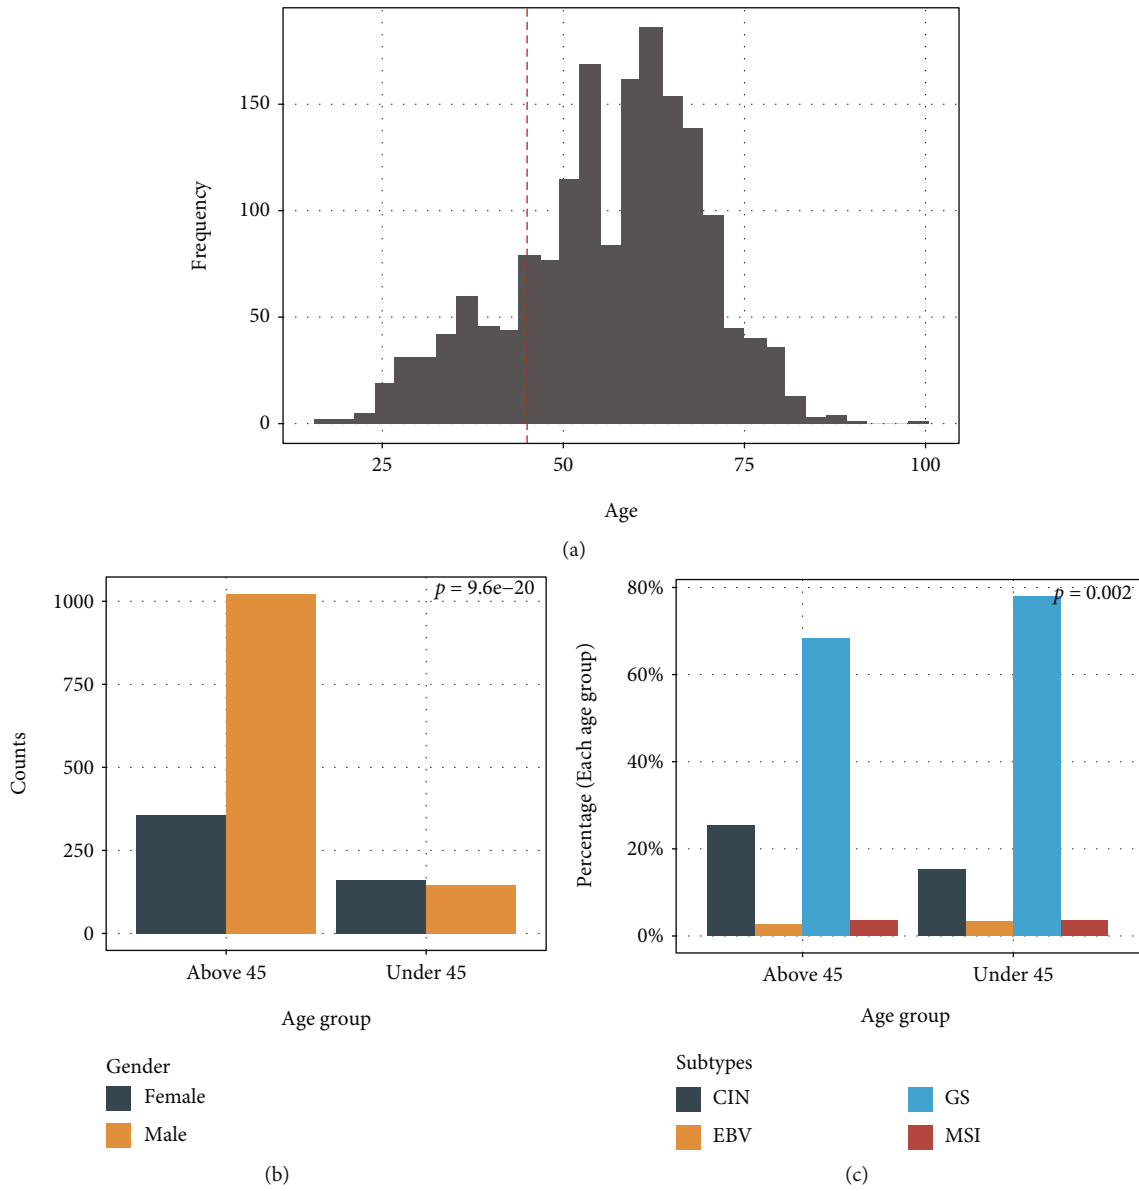 150
100
50
0
Frequency
25 50 75 100
Age
(a)
p = 9.6e−20
1000
750
500
250
0
Counts
Above 45 Under 45
Age group
Gender
Female
Male
(b)
p = 0.002
80%
60%
40%
20%
0%
Percentage (Each age group)
Above 45 Under 45
Age group
Subtypes
CIN GS
EBV MSI
(c)